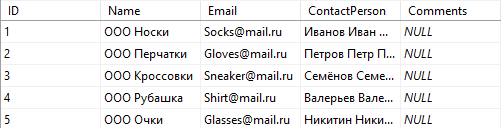 ID Name Email ContactPerson Comments
1 ООО Носки Socks@mail.ru Иванов Иван ... NULL
2 ООО Перчатки Gloves@mail.ru Петров Петр П... NULL
3 ООО Кроссовки Sneaker@mail.ru Семёнов Семе... NULL
4 ООО Рубашка Shirt@mail.ru Валерьев Вале... NULL
5 ООО Очки Glasses@mail.ru Никитин Ники... NULL